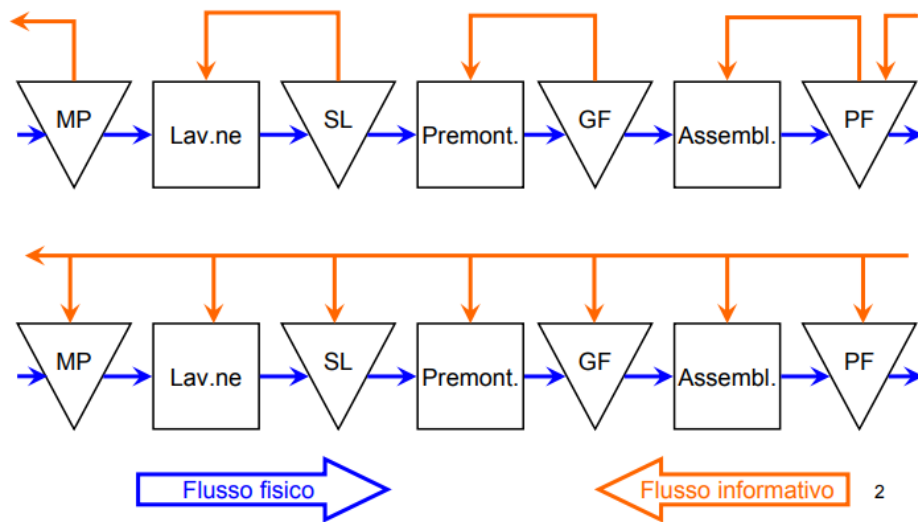 MP
Lav.ne
SL
Premont.
GF
Assembl.
PF
MP
Lav.ne
SL
Premont.
GF
Assembl.
PF
Flusso fisico
Flusso informativo
2